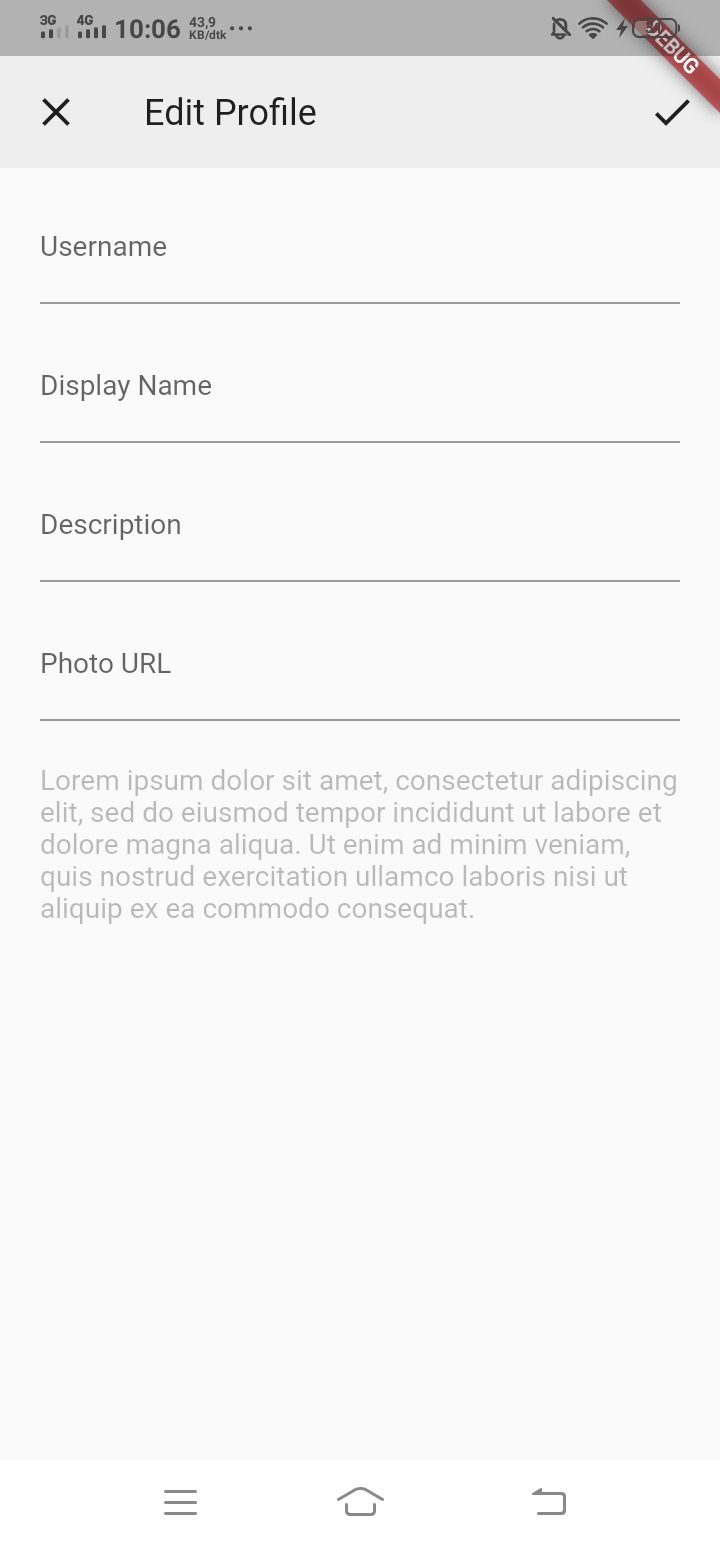 3G 4G 10:06 43,9 KB/dtk
DEBUG
Edit Profile
Username
Display Name
Description
Photo URL
Lorem ipsum dolor sit amet, consectetur adipiscing
elit, sed do eiusmod tempor incididunt ut labore et
dolore magna aliqua. Ut enim ad minim veniam,
quis nostrud exercitation ullamco laboris nisi ut
aliquip ex ea commodo consequat.